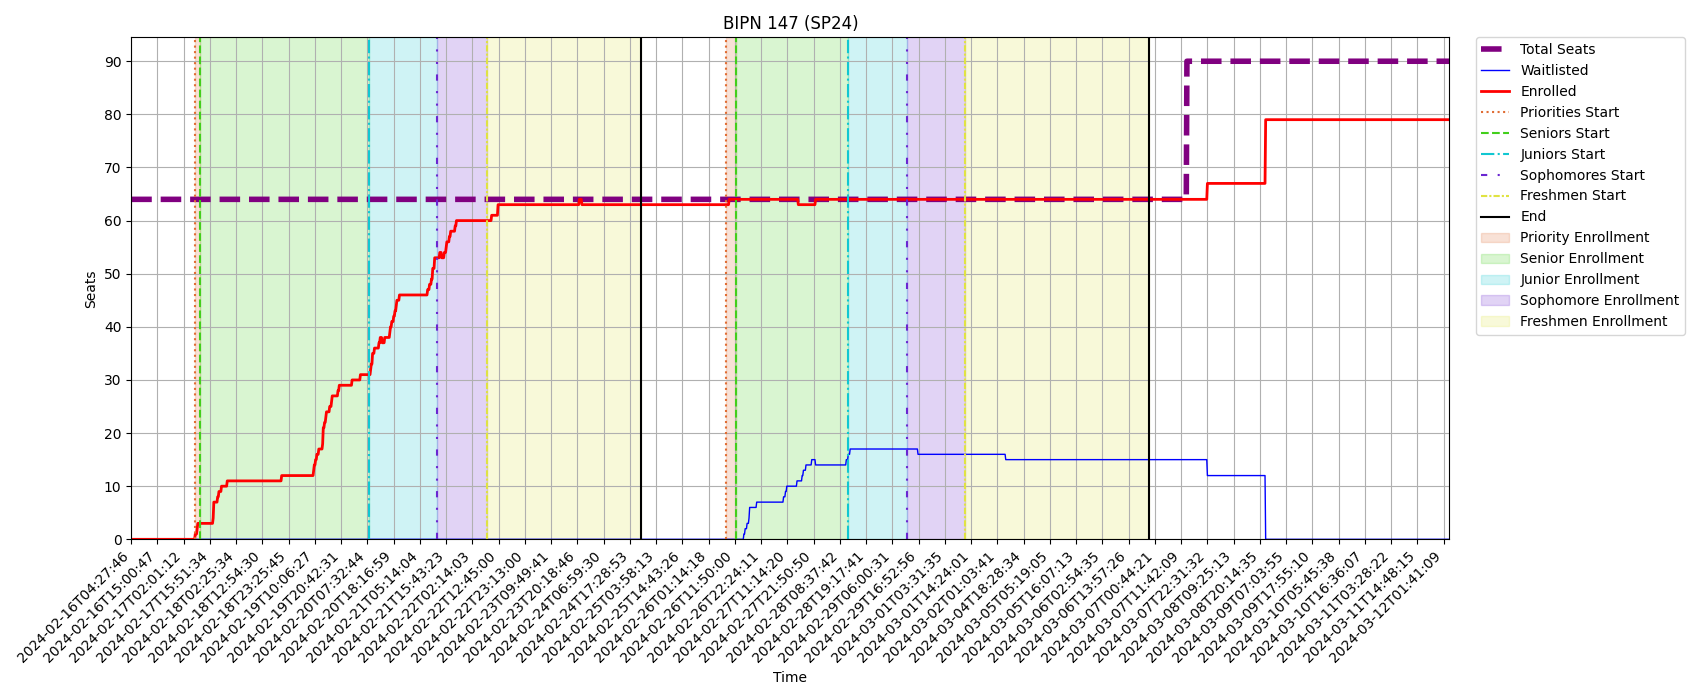 BIPN 147 (SP24)
Seats
90
80
70
60
50
40
30
20
10
0
2024-02-16T04:27:46
2024-02-16T15:00:47
2024-02-17T02:01:12
2024-02-17T15:51:34
2024-02-18T02:25:34
2024-02-18T12:54:30
2024-02-18T23:25:45
2024-02-19T10:06:27
2024-02-19T20:42:31
2024-02-20T07:32:44
2024-02-20T18:16:59
2024-02-21T05:14:04
2024-02-21T15:43:23
2024-02-22T02:14:03
2024-02-22T12:45:00
2024-02-22T23:13:00
2024-02-23T09:49:41
2024-02-23T20:18:46
2024-02-24T06:59:30
2024-02-24T17:28:53
2024-02-25T03:58:13
2024-02-25T14:43:26
2024-02-26T01:14:18
2024-02-26T11:50:00
2024-02-26T22:24:11
2024-02-27T11:14:20
2024-02-27T21:50:50
2024-02-28T08:37:42
2024-02-28T19:17:41
2024-02-29T06:00:31
2024-02-29T16:52:56
2024-03-01T03:31:35
2024-03-01T14:24:01
2024-03-02T01:03:41
2024-03-04T18:28:34
2024-03-05T05:19:05
2024-03-05T16:07:13
2024-03-06T02:54:35
2024-03-06T13:57:26
2024-03-07T00:44:21
2024-03-07T11:42:09
2024-03-07T22:31:32
2024-03-08T09:25:13
2024-03-08T20:14:35
2024-03-09T07:03:55
2024-03-09T17:55:10
2024-03-10T05:45:38
2024-03-10T16:36:07
2024-03-11T03:28:22
2024-03-11T14:48:15
2024-03-12T01:41:09
Time
Total Seats
Waitlisted
Enrolled
Priorities Start
Seniors Start
Juniors Start
Sophomores Start
Freshmen Start
End
Priority Enrollment
Senior Enrollment
Junior Enrollment
Sophomore Enrollment
Freshmen Enrollment